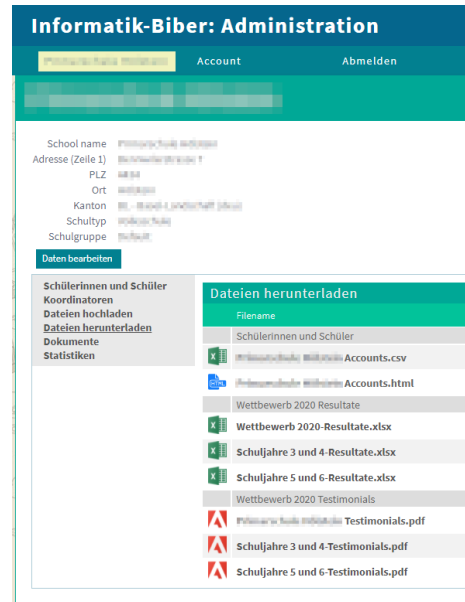 Informatik-Biber: Administration
Account Abmelden
School name
Adresse (Zeile 1)
PLZ
Ort
Kanton
Schultyp
Schulgruppe
Daten bearbeiten
Schülerinnen und Schüler
Koordinatoren
Dateien hochladen
Dateien herunterladen
Dokumente
Statistiken
Dateien herunterladen
Filename
Schülerinnen und Schüler
Accounts.csv
Accounts.html
Wettbewerb 2020 Resultate
Wettbewerb 2020-Resultate.xlsx
Schuljahre 3 und 4-Resultate.xlsx
Schuljahre 5 und 6-Resultate.xlsx
Wettbewerb 2020 Testimonials
Testimonials.pdf
Schuljahre 3 und 4-Testimonials.pdf
Schuljahre 5 und 6-Testimonials.pdf